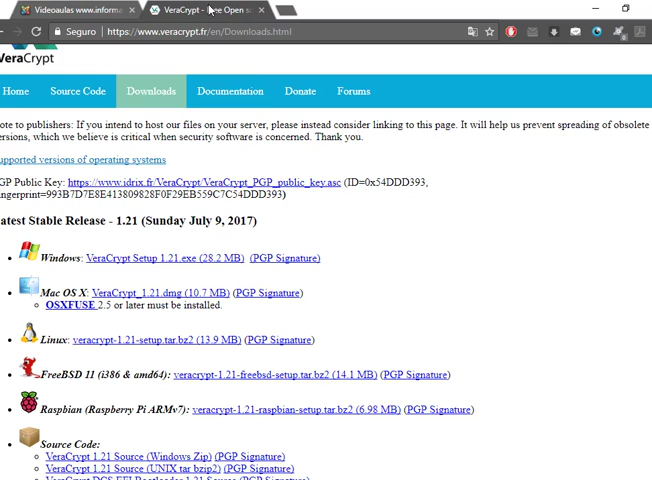 Videoaulas www.informa
VeraCrypt - Free Open s
Seguro
https://www.veracrypt.fr/en/Downloads.html
VeraCrypt
Home
Source Code
Downloads
Documentation
Donate
Forums
ote to publishers: If you intend to host our files on your server, please instead consider linking to this page. It will help us prevent spreading of obsolete
ersions, which we believe is critical when security software is concerned. Thank you.
upported versions of operating systems
GP Public Key: https://www.idrix.fr/VeraCrypt/VeraCrypt_PGP_public_key.asc (ID=0x54DDD393,
ingerprint=993B7D7E8E413809828F0F29EB559C7C54DDD393)
atest Stable Release - 1.21 (Sunday July 9, 2017)
Windows: VeraCrypt Setup 1.21.exe (28.2 MB) (PGP Signature)
Mac OS X: VeraCrypt_1.21.dmg (10.7 MB) (PGP Signature)
OSXFUSE 2.5 or later must be installed.
Linux: veracrypt-1.21-setup.tar.bz2 (13.9 MB) (PGP Signature)
FreeBSD 11 (i386 & amd64): veracrypt-1.21-freebsd-setup.tar.bz2 (14.1 MB) (PGP Signature)
Raspbian (Raspberry Pi ARMv7): veracrypt-1.21-raspbian-setup.tar.bz2 (6.98 MB) (PGP Signature)
Source Code:
VeraCrypt 1.21 Source (Windows Zip) (PGP Signature)
VeraCrypt 1.21 Source (UNIX tar bzip2) (PGP Signature)
VeraCrypt DCS EFI Bootloader 1.21 Source (PGP Signature)